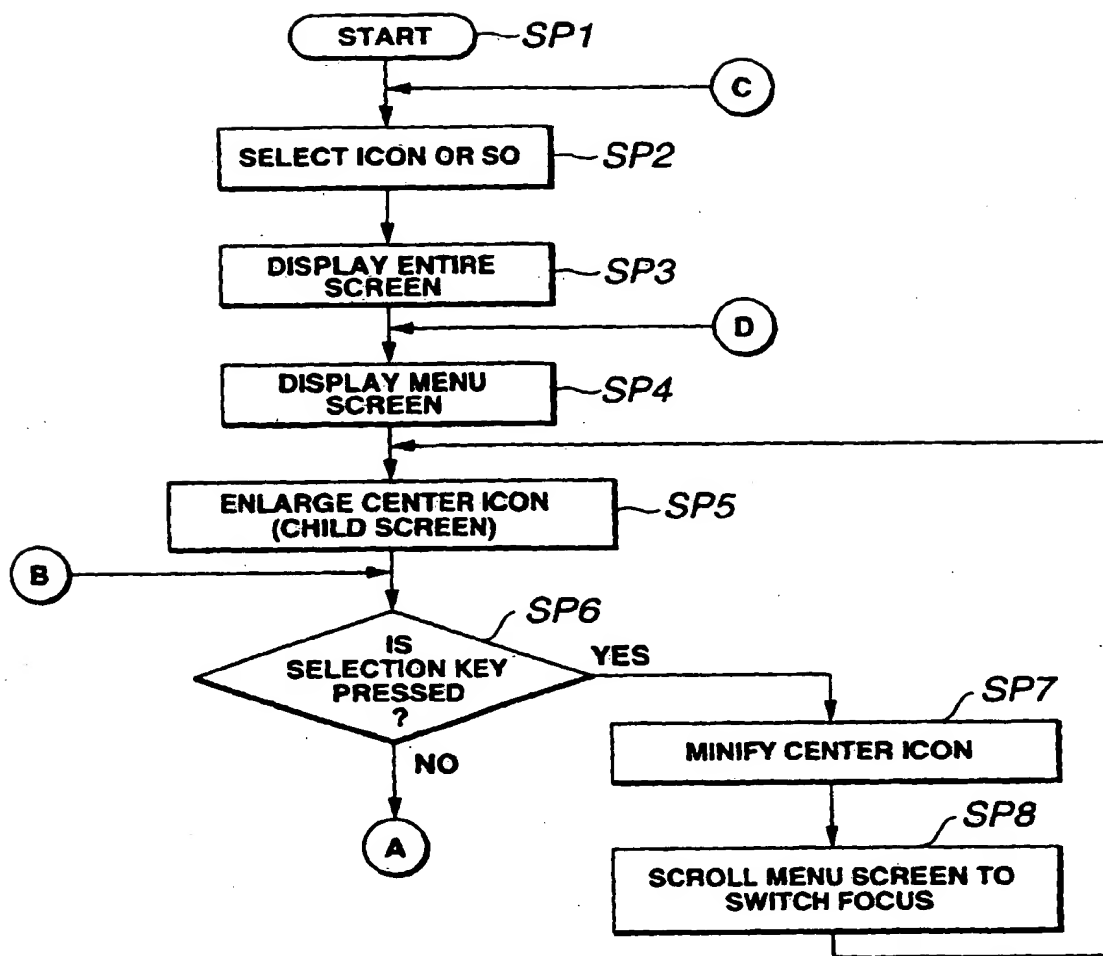 START
SP1
C
SELECT ICON OR SO
SP2
DISPLAY ENTIRE
SCREEN
SP3
D
DISPLAY MENU
SCREEN
SP4
ENLARGE CENTER ICON
(CHILD SCREEN)
SP5
B
SP6
IS
SELECTION KEY
PRESSED
?
YES
NO
A
SP7
MINIFY CENTER ICON
SP8
SCROLL MENU SCREEN TO
SWITCH FOCUS